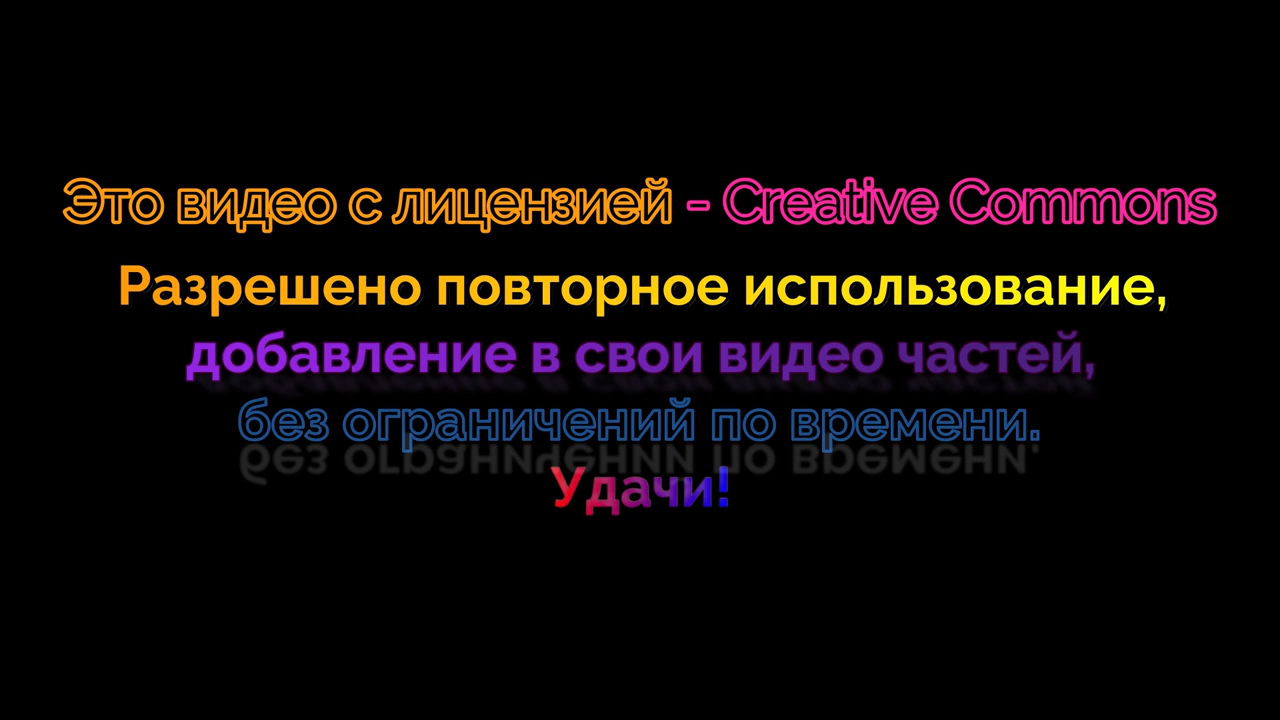 Это видео с лицензией - Creative Commons
Разрешено повторное использование,
добавление в свои видео частей,
без ограничений по времени.
Удачи!